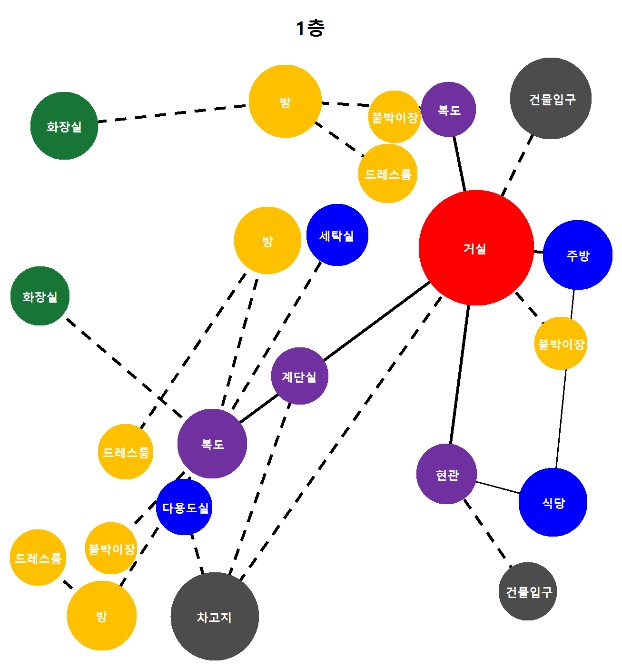 1층
방
건물입구
복도
붙박이장
화장실
드레스룸
방
세탁실
거실
주방
화장실
붙박이장
계단실
복도
드레스룸
현관
식당
다용도실
붙박이장
드레스룸
건물입구
방
차고지